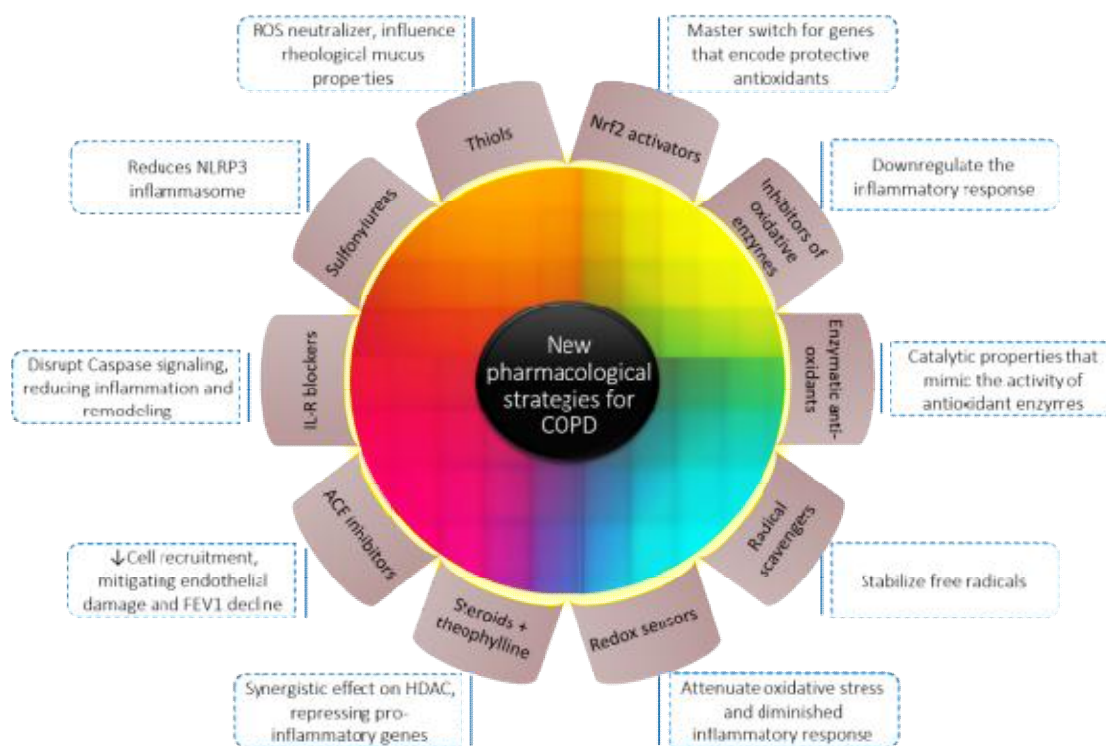 ROS neutralizer, influence
rheological mucus
properties
Master switch for genes
that encode protective
antioxidants
Thiols
Nrf2 activators
Reduces NLRP3
inflammasome
Sulfonylureas
Inhibitors of
oxidative
enzymes
Downregulate the
inflammatory response
Disrupt Caspase signaling,
reducing inflammation and
remodeling
IL-R blockers
New
pharmacological
strategies for
COPD
Enzymatic anti-
oxidants
Catalytic properties that
mimic the activity of
antioxidant enzymes
↓Cell recruitment,
mitigating endothelial
damage and FEV1 decline
ACE inhibitors
Radical
scavengers
Stabilize free radicals
Steroids +
theophylline
Redox sensors
Synergistic effect on HDAC,
repressing pro-
inflammatory genes
Attenuate oxidative stress
and diminished
inflammatory response